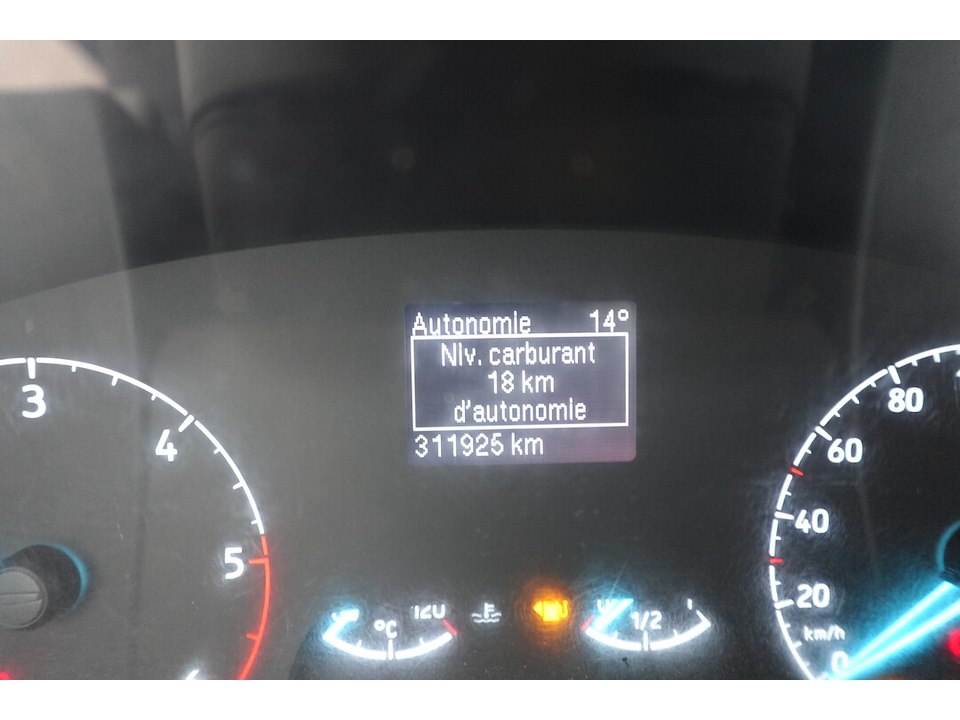 Autonomie 14°
Niv. carburant
18 km
d'autonomie
311925 km
3
4
5
80
60
40
20
km/h
0
°C
120
1/2